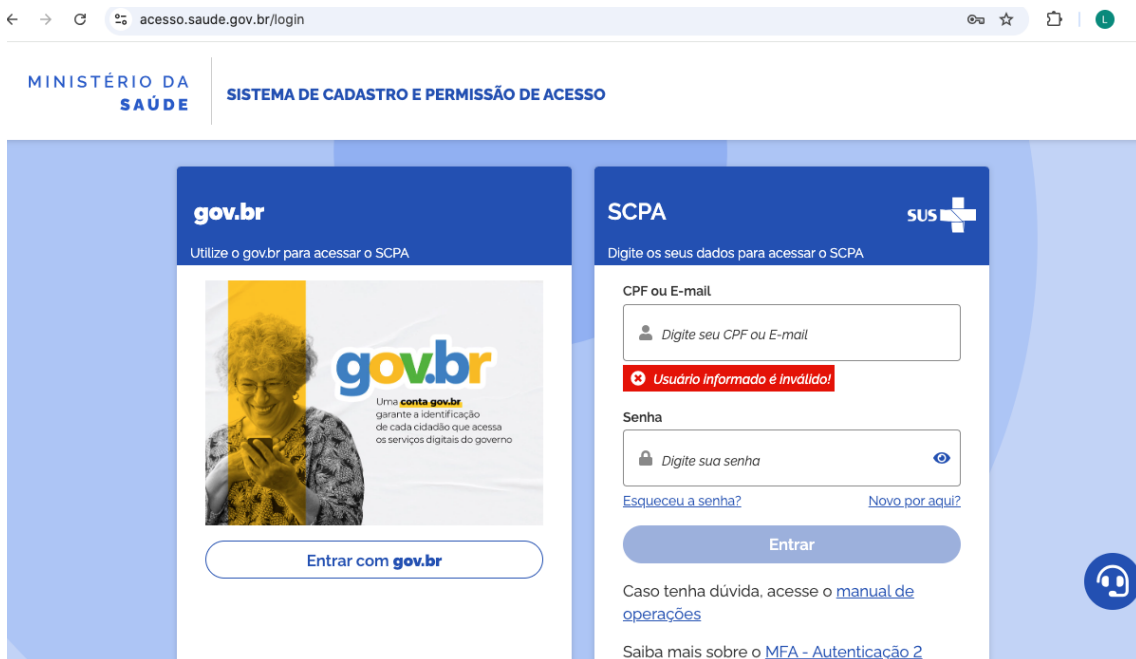 acesso.saude.gov.br/login
L
MINISTÉRIO DA
SAÚDE
SISTEMA DE CADASTRO E PERMISSÃO DE ACESSO
gov.br
Utilize o gov.br para acessar o SCPA
gov.br
Uma conta gov.br
garante a identificação
de cada cidadão que acessa
os serviços digitais do governo
Entrar com gov.br
SCPA
SUS
Digite os seus dados para acessar o SCPA
CPF ou E-mail
Digite seu CPF ou E-mail
Usuário informado é inválido!
Senha
Digite sua senha
Esqueceu a senha? Novo por aqui?
Entrar
Caso tenha dúvida, acesse o manual de
operações
Saiba mais sobre o MFA - Autenticação 2